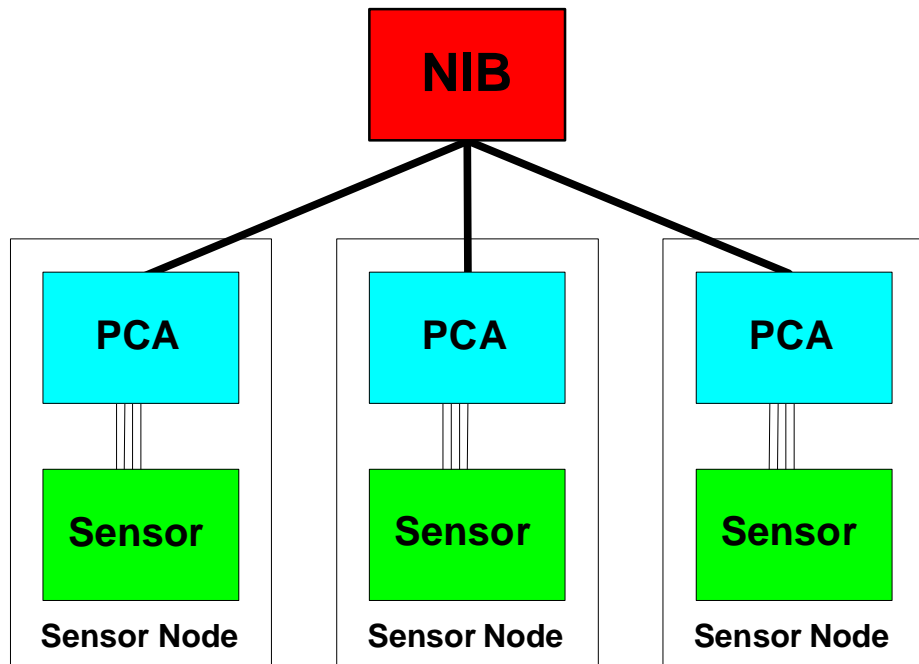 NIB
PCA
PCA
PCA
Sensor
Sensor
Sensor
Sensor Node
Sensor Node
Sensor Node